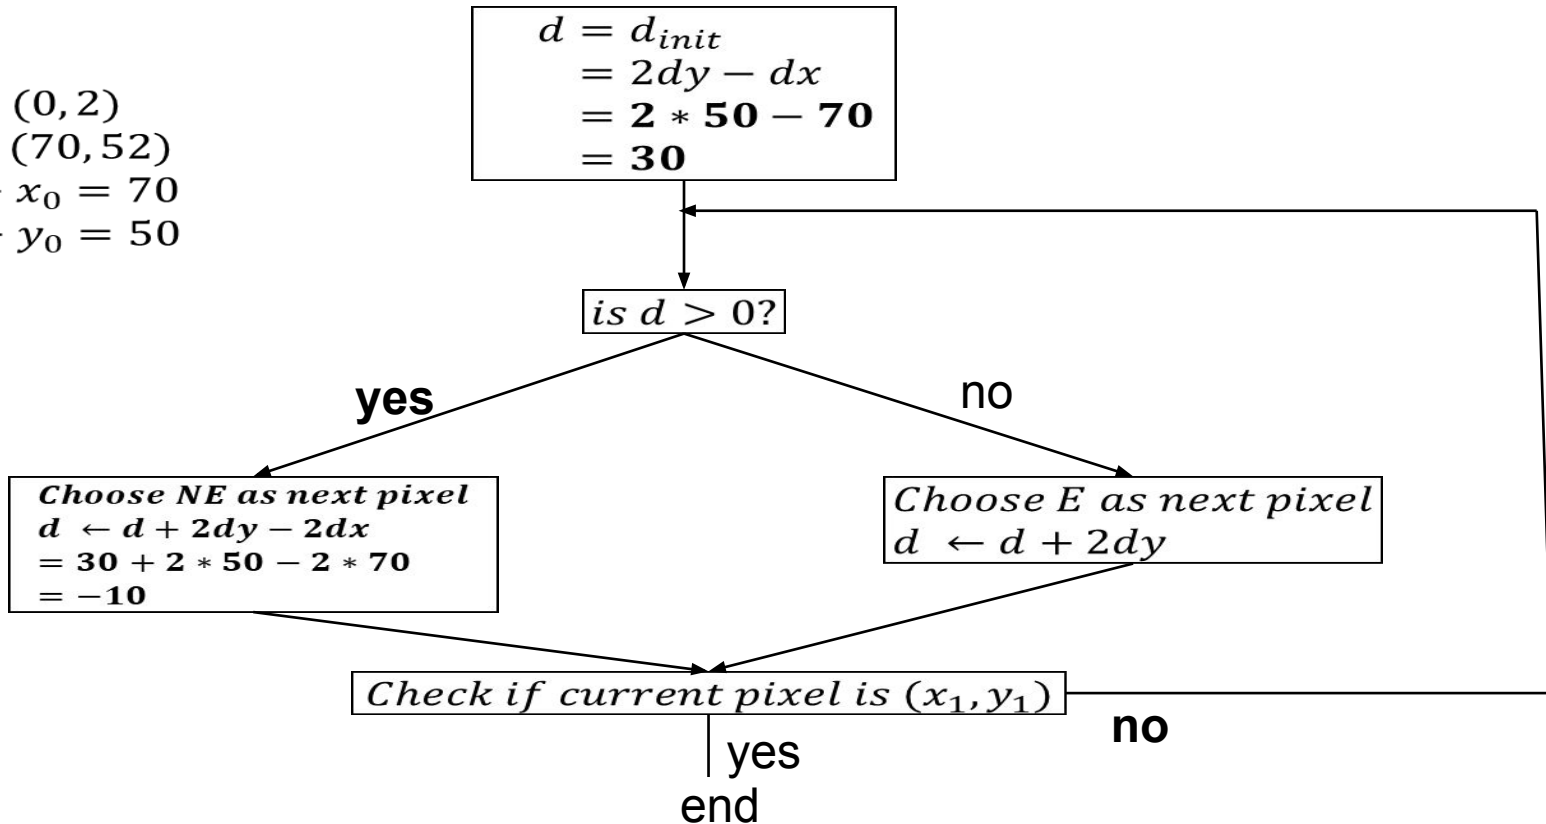 (0, 2)
(70, 52)
x₀ = 70
y₀ = 50
d = d_init
= 2dy − dx
= 2 * 50 − 70
= 30
is d > 0?
yes
no
Choose NE as next pixel
d ← d + 2dy − 2dx
= 30 + 2 * 50 − 2 * 70
= −10
Choose E as next pixel
d ← d + 2dy
Check if current pixel is (x₁, y₁)
no
yes
end